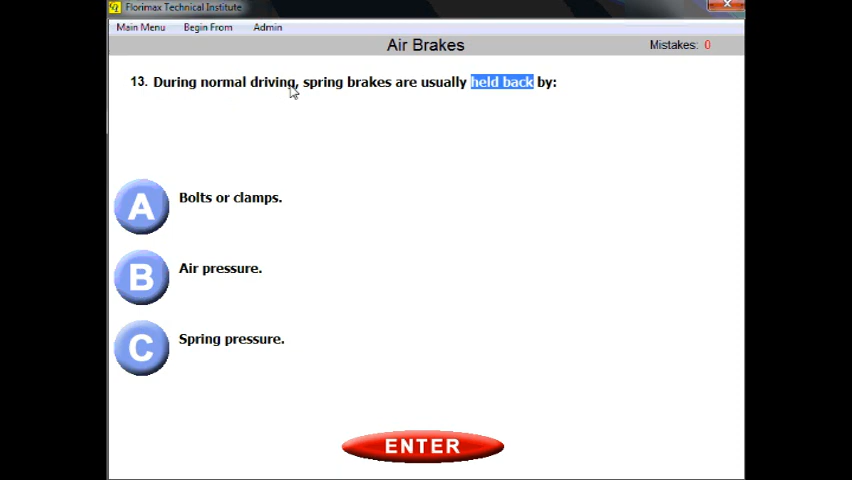 Florimax Technical Institute
Main Menu Begin From Admin
Air Brakes Mistakes: 0
13. During normal driving, spring brakes are usually held back by:
A Bolts or clamps.
B Air pressure.
C Spring pressure.
ENTER